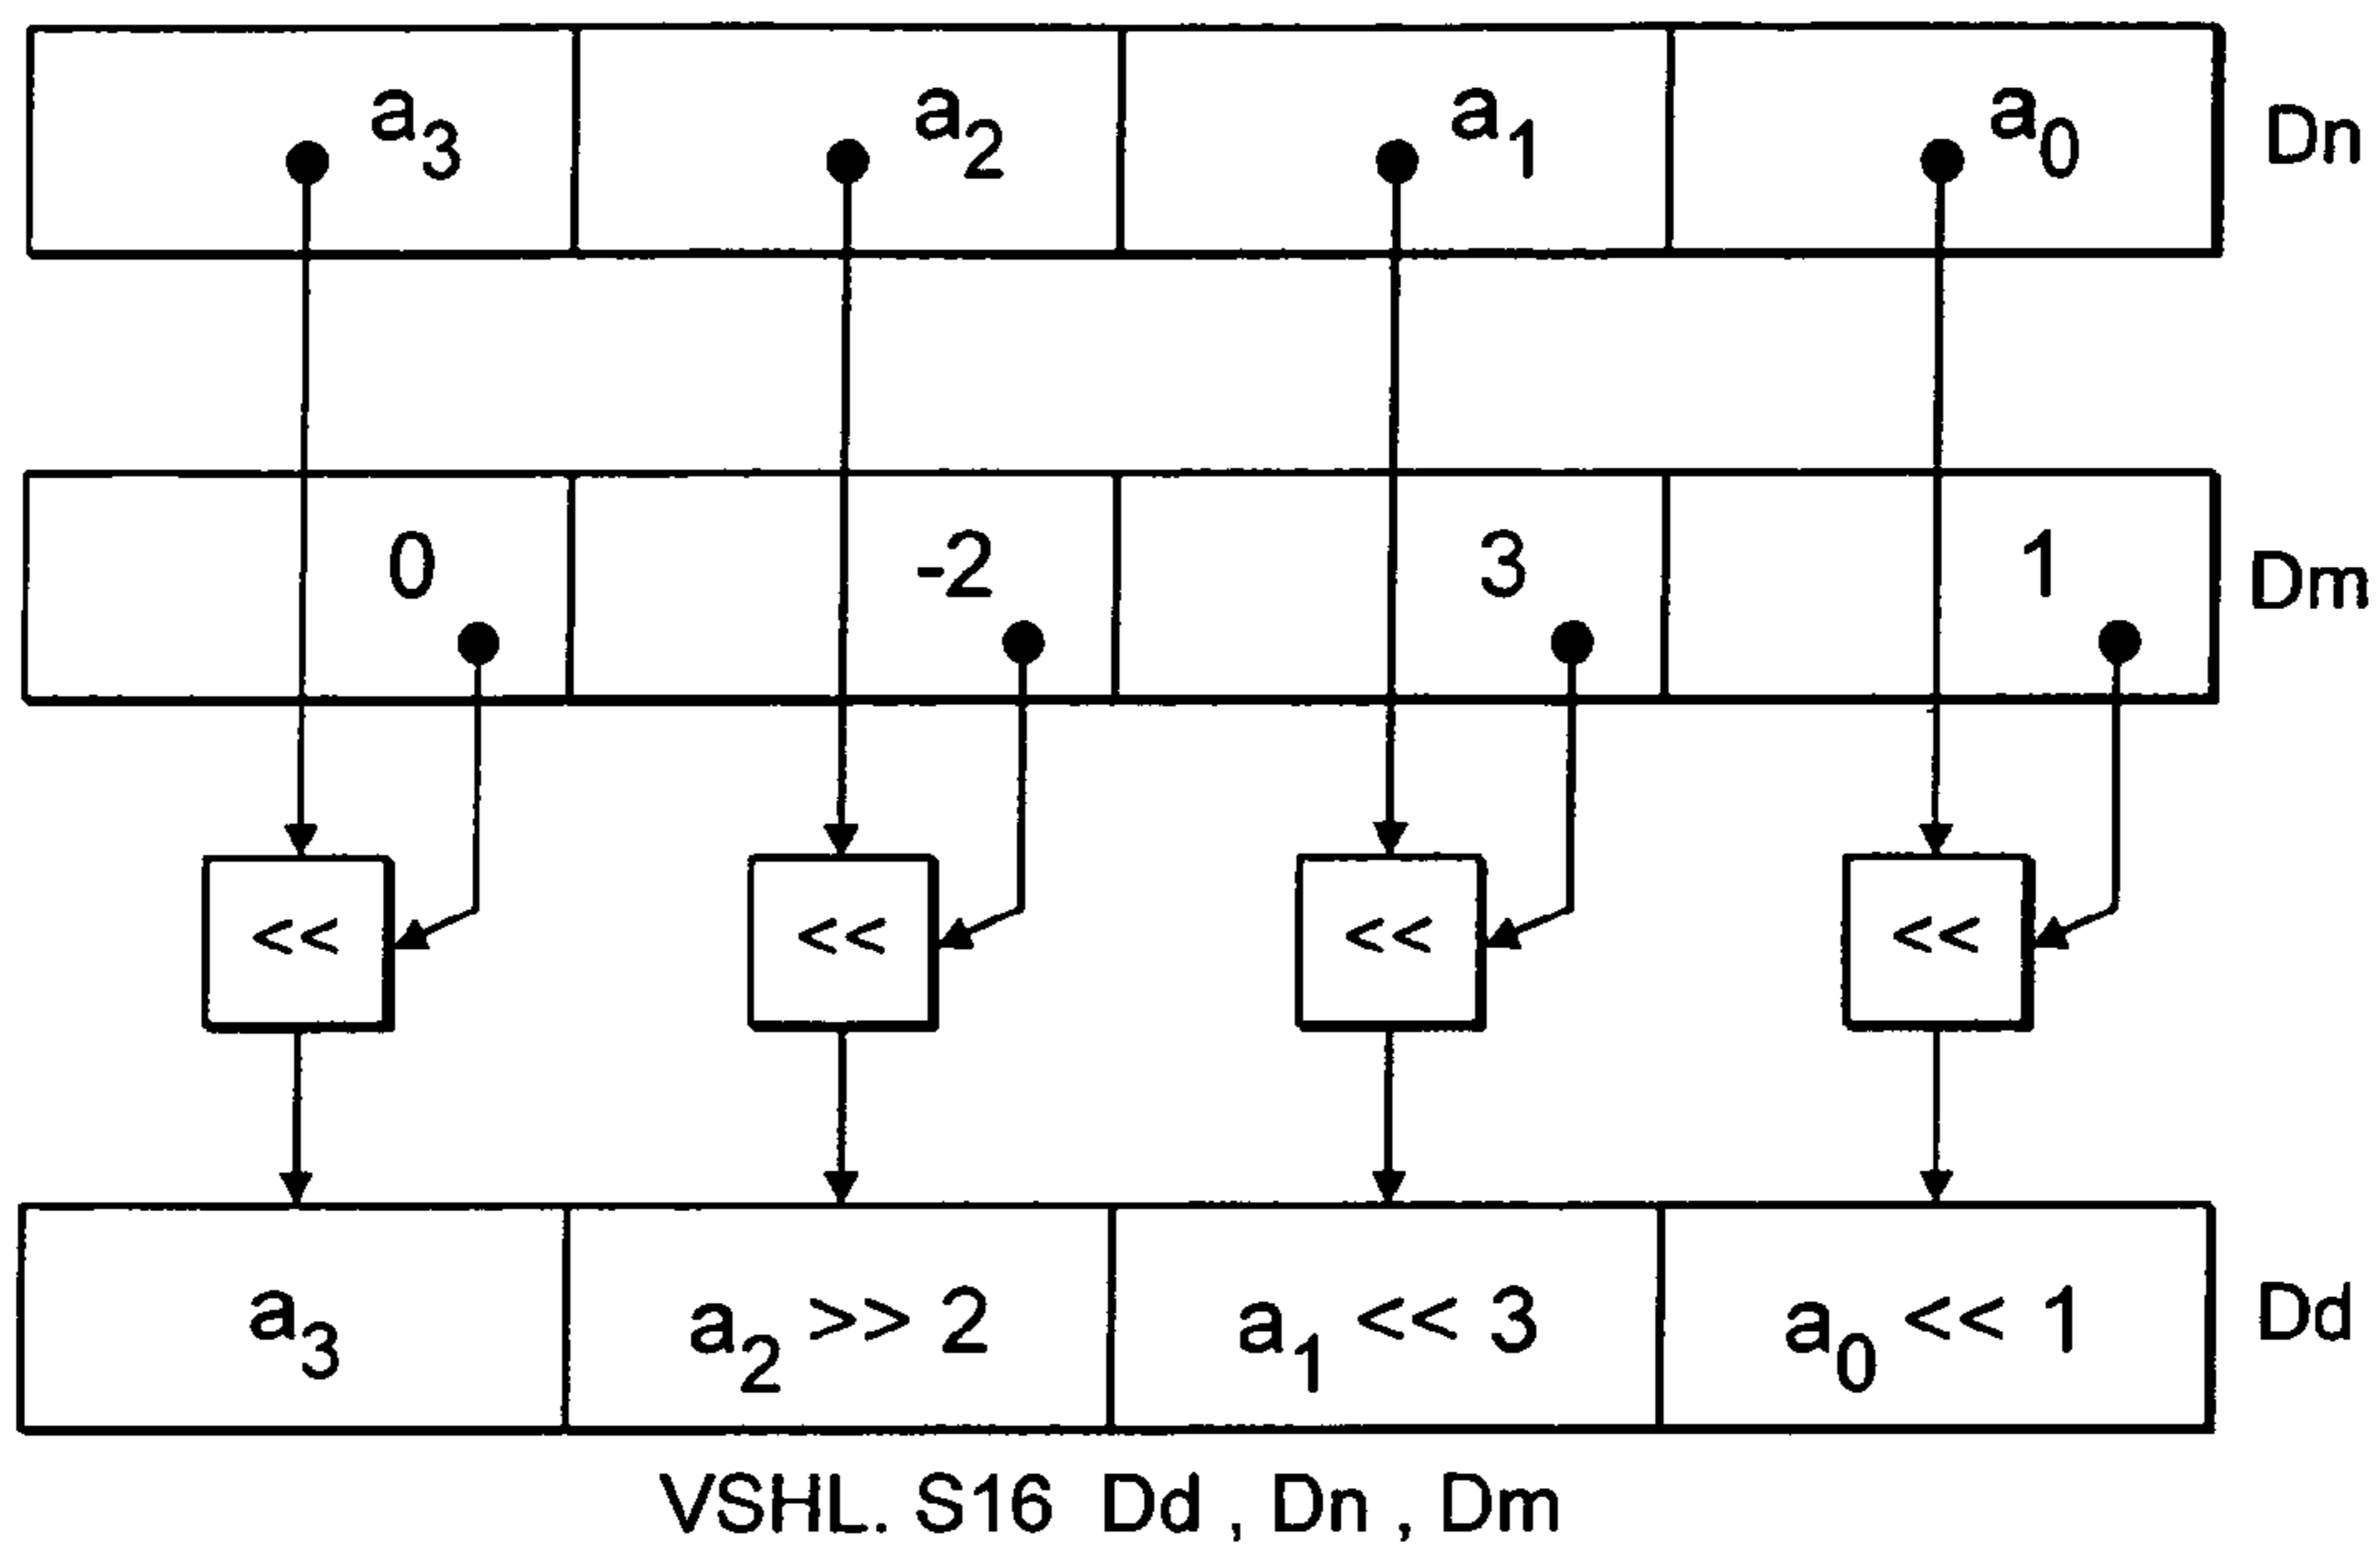 a3 a2 a1 a0 Dn
0 -2 3 1 Dm
<< << << <<
a3 a2 >> 2 a1 << 3 a0 << 1 Dd
VSHL. S16 Dd , Dn , Dm